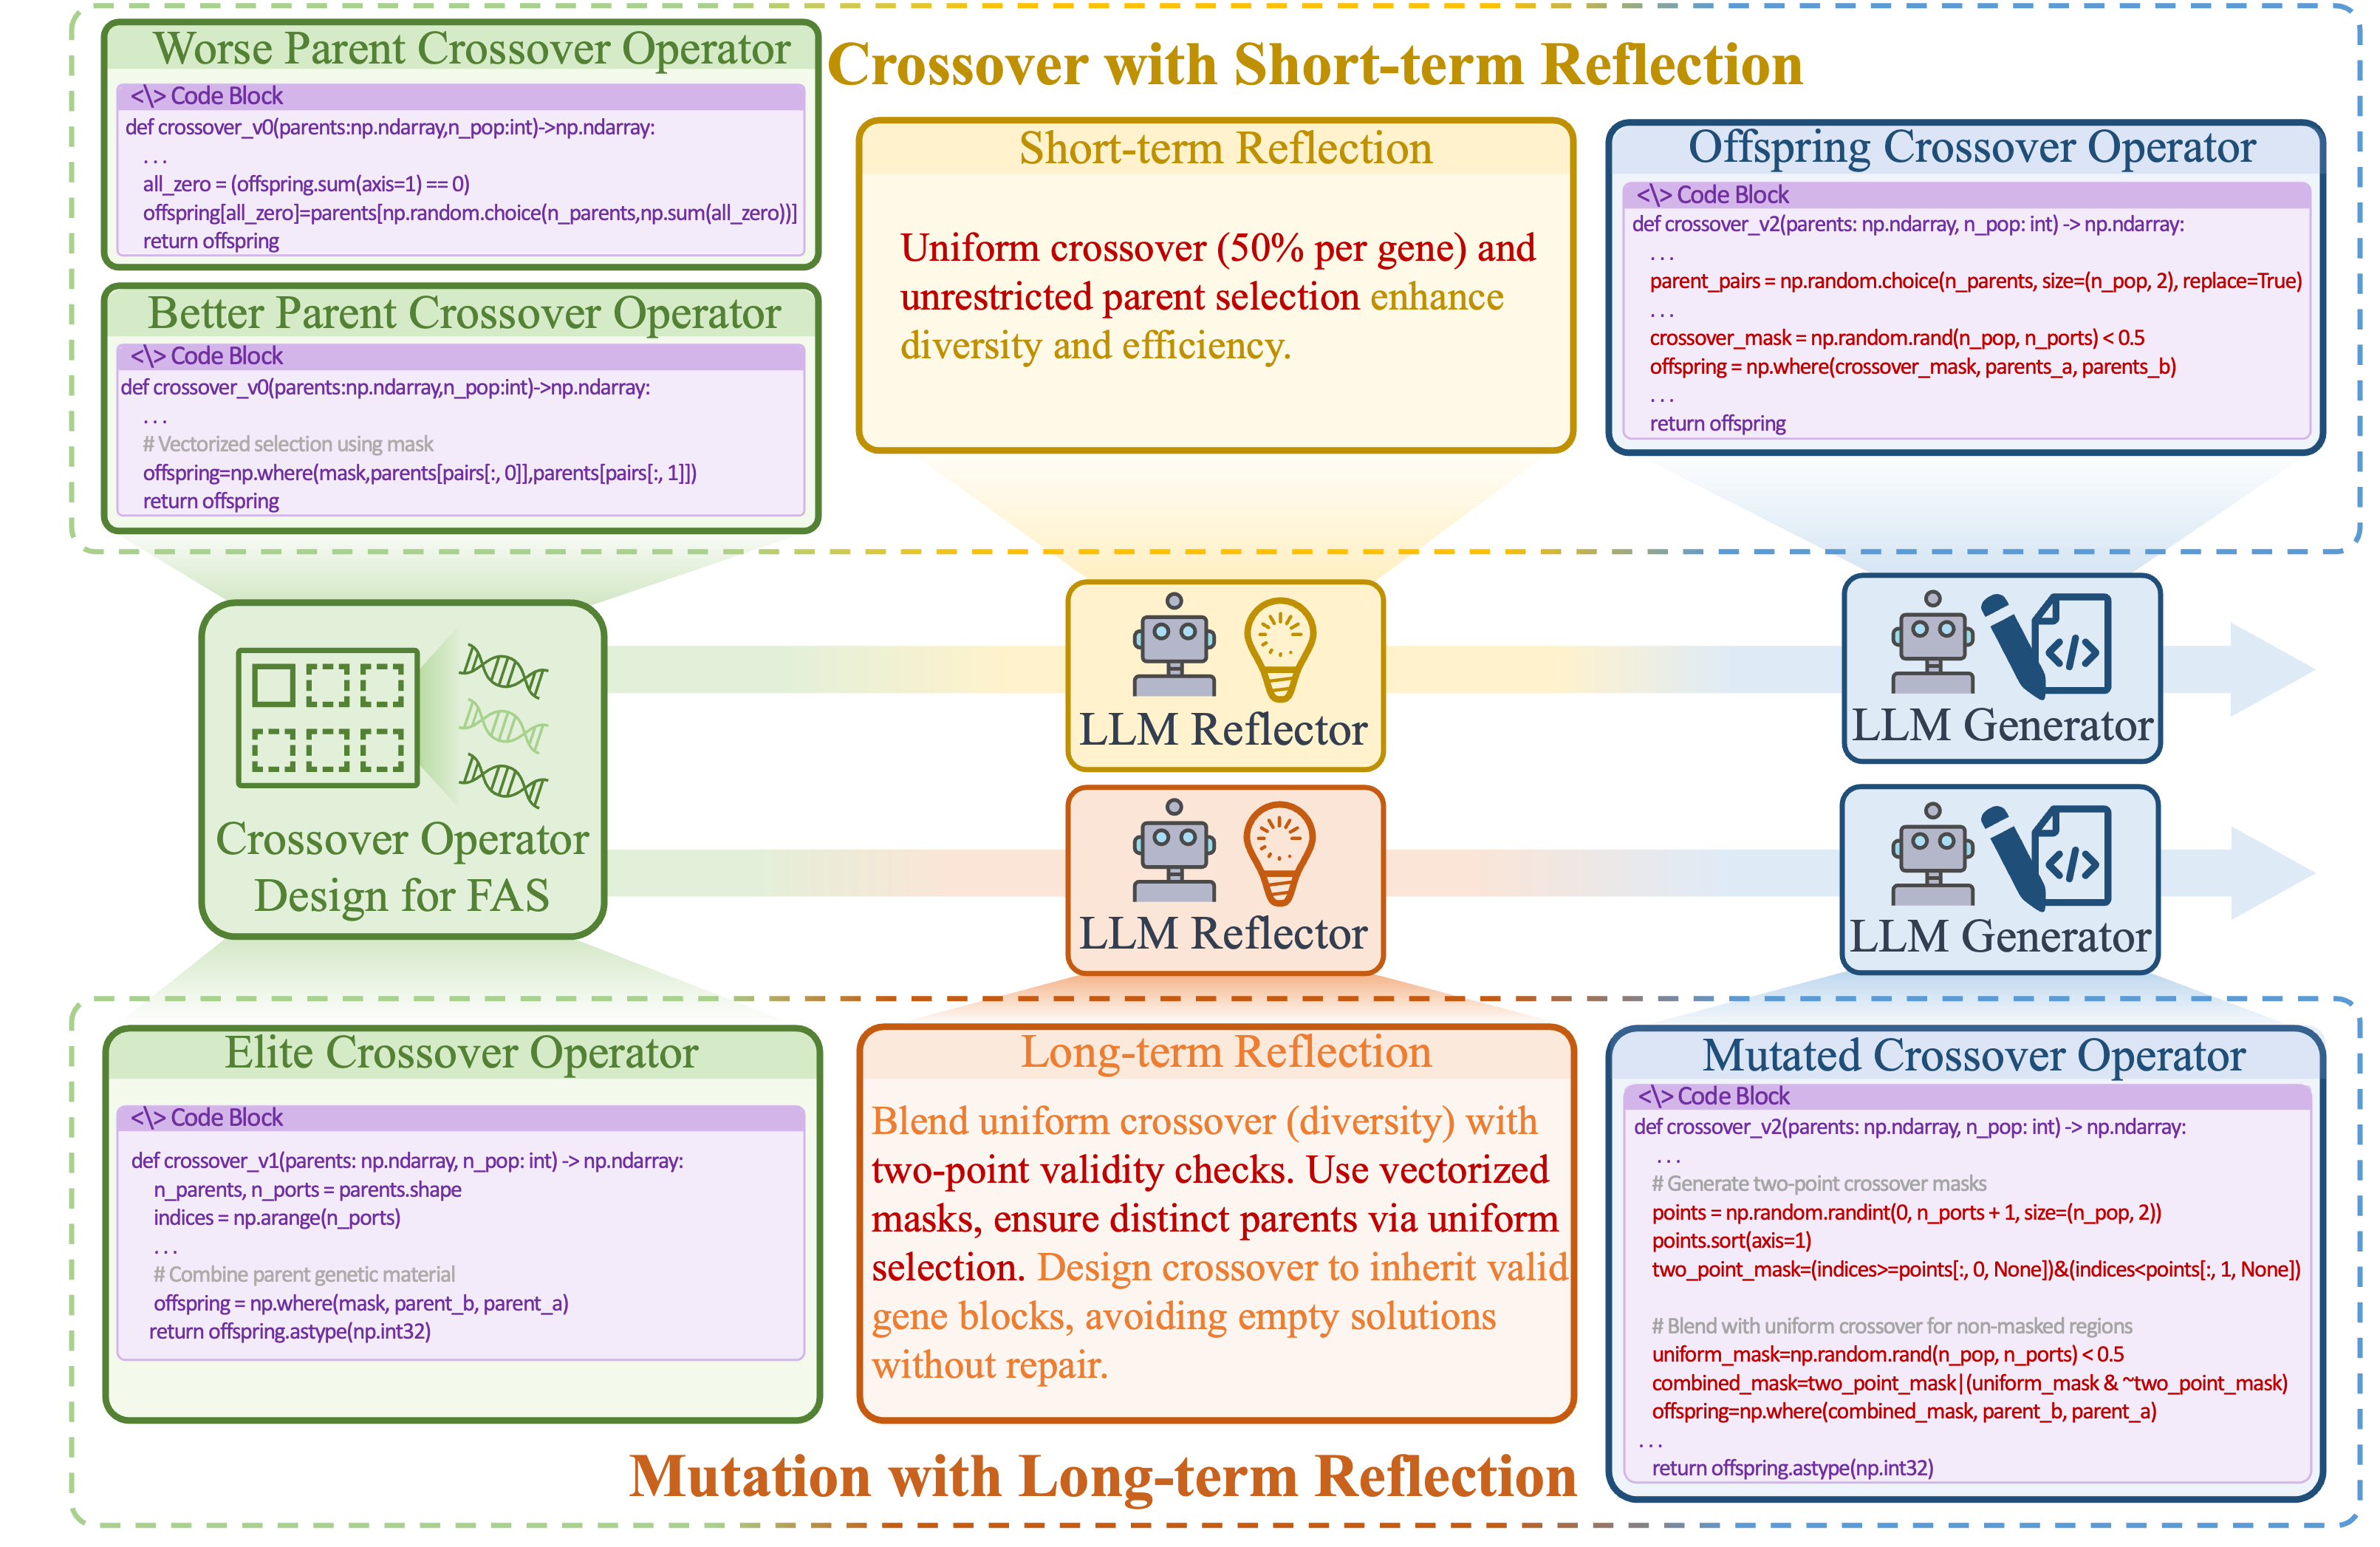 Worse Parent Crossover Operator
<\> Code Block
def crossover_v0(parents:np.ndarray,n_pop:int)->np.ndarray:
...
all_zero = (offspring.sum(axis=1) == 0)
offspring[all_zero]=parents[np.random.choice(n_parents,np.sum(all_zero))]
return offspring
Better Parent Crossover Operator
<\> Code Block
def crossover_v0(parents:np.ndarray,n_pop:int)->np.ndarray:
...
# Vectorized selection using mask
offspring=np.where(mask,parents[pairs[:, 0]],parents[pairs[:, 1]])
return offspring
Crossover with Short-term Reflection
Short-term Reflection
Uniform crossover (50% per gene) and
unrestricted parent selection enhance
diversity and efficiency.
Offspring Crossover Operator
<\> Code Block
def crossover_v2(parents: np.ndarray, n_pop: int) -> np.ndarray:
...
parent_pairs = np.random.choice(n_parents, size=(n_pop, 2), replace=True)
...
crossover_mask = np.random.rand(n_pop, n_ports) < 0.5
offspring = np.where(crossover_mask, parents_a, parents_b)
...
return offspring
Crossover Operator
Design for FAS
LLM Reflector
LLM Generator
LLM Reflector
LLM Generator
Elite Crossover Operator
<\> Code Block
def crossover_v1(parents: np.ndarray, n_pop: int) -> np.ndarray:
n_parents, n_ports = parents.shape
indices = np.arange(n_ports)
...
# Combine parent genetic material
offspring = np.where(mask, parent_b, parent_a)
return offspring.astype(np.int32)
Long-term Reflection
Blend uniform crossover (diversity) with
two-point validity checks. Use vectorized
masks, ensure distinct parents via uniform
selection. Design crossover to inherit valid
gene blocks, avoiding empty solutions
without repair.
Mutated Crossover Operator
<\> Code Block
def crossover_v2(parents: np.ndarray, n_pop: int) -> np.ndarray:
...
# Generate two-point crossover masks
points = np.random.randint(0, n_ports + 1, size=(n_pop, 2))
points.sort(axis=1)
two_point_mask=(indices>=points[:, 0, None])&(indices<points[:, 1, None])
# Blend with uniform crossover for non-masked regions
uniform_mask=np.random.rand(n_pop, n_ports) < 0.5
combined_mask=two_point_mask|(uniform_mask & ~two_point_mask)
offspring=np.where(combined_mask, parent_b, parent_a)
...
return offspring.astype(np.int32)
Mutation with Long-term Reflection